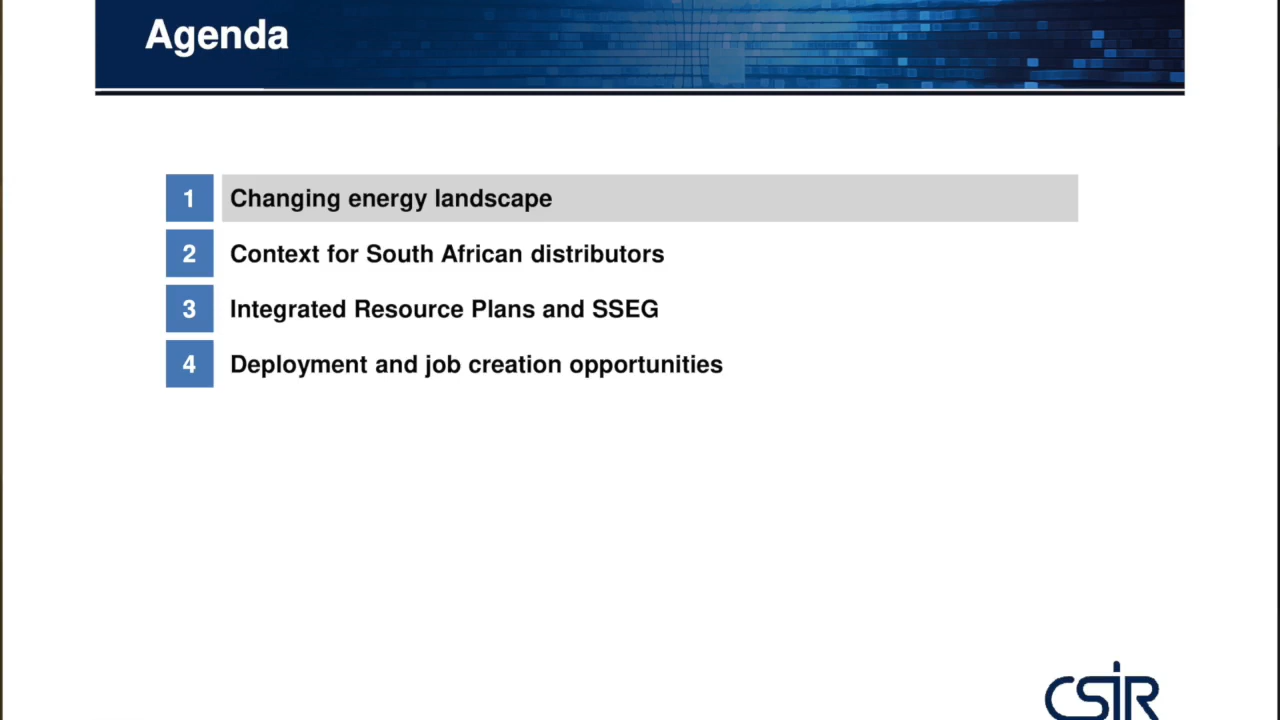 Agenda
1 Changing energy landscape
2 Context for South African distributors
3 Integrated Resource Plans and SSEG
4 Deployment and job creation opportunities
CSIR